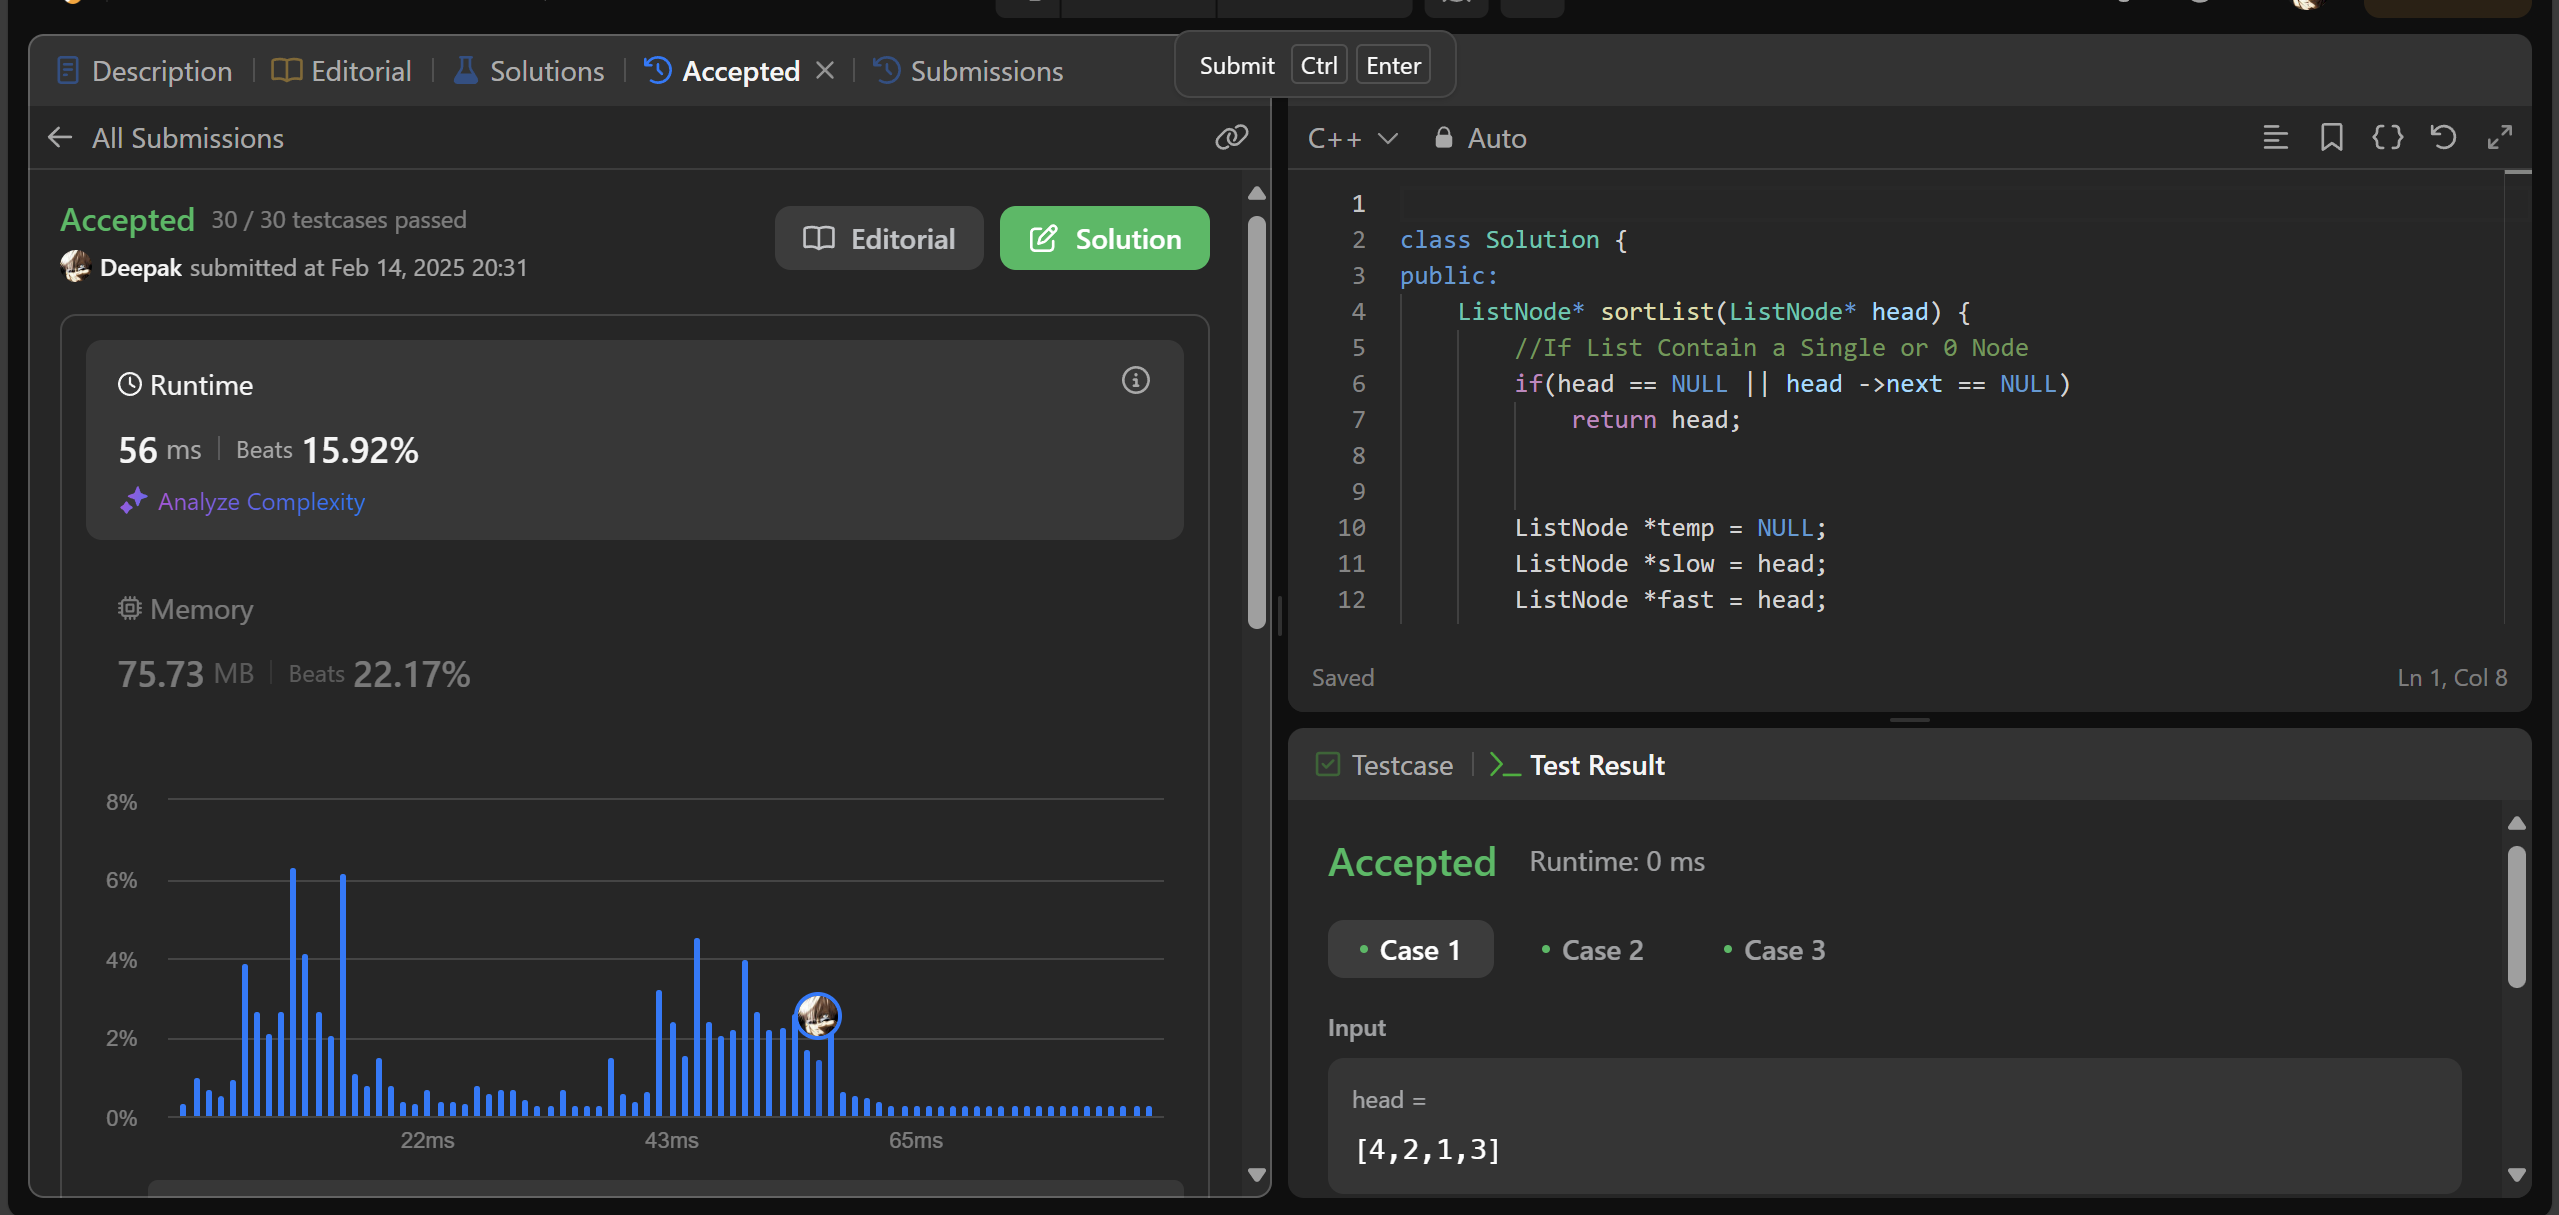 Description
Editorial
Solutions
Accepted
Submissions
Submit Ctrl Enter
All Submissions
Accepted 30 / 30 testcases passed
Deepak submitted at Feb 14, 2025 20:31
Editorial
Solution
Runtime
56 ms Beats 15.92%
Analyze Complexity
Memory
75.73 MB Beats 22.17%
8%
6%
4%
2%
0%
22ms 43ms 65ms
C++ Auto
1
2 class Solution {
3 public:
4 ListNode* sortList(ListNode* head) {
5 //If List Contain a Single or 0 Node
6 if(head == NULL || head ->next == NULL)
7 return head;
8
9
10 ListNode *temp = NULL;
11 ListNode *slow = head;
12 ListNode *fast = head;
Saved
Ln 1, Col 8
Testcase
>_ Test Result
Accepted Runtime: 0 ms
Case 1 Case 2 Case 3
Input
head =
[4,2,1,3]